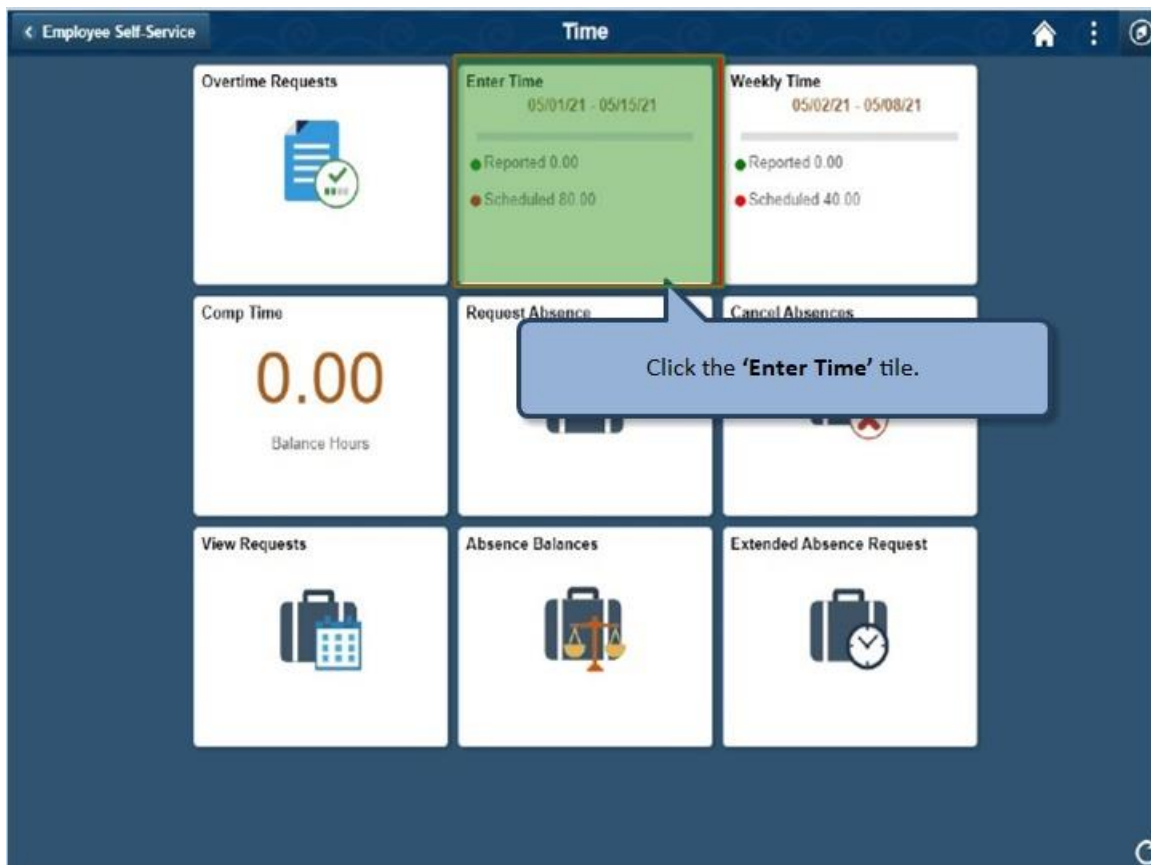 Employee Self-Service
Time
Overtime Requests
Enter Time
05/01/21 - 05/15/21
Reported 0.00
Scheduled 80.00
Weekly Time
05/02/21 - 05/08/21
Reported 0.00
Scheduled 40.00
Comp Time
0.00
Balance Hours
Request Absence
Cancel Absences
Click the ‘Enter Time’ tile.
View Requests
Absence Balances
Extended Absence Request